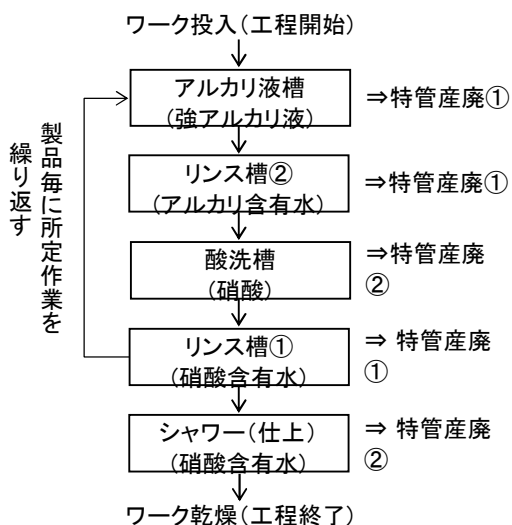 ワーク投入(工程開始)
アルカリ液槽
(強アルカリ液)
⇒特管産廃①
リンス槽②
(アルカリ含有水)
⇒特管産廃①
酸洗槽
(硝酸)
⇒特管産廃
②
リンス槽①
(硝酸含有水)
⇒ 特管産廃
①
シャワー(仕上)
(硝酸含有水)
⇒ 特管産廃
②
ワーク乾燥(工程終了)
製品毎に所定作業を
繰り返す